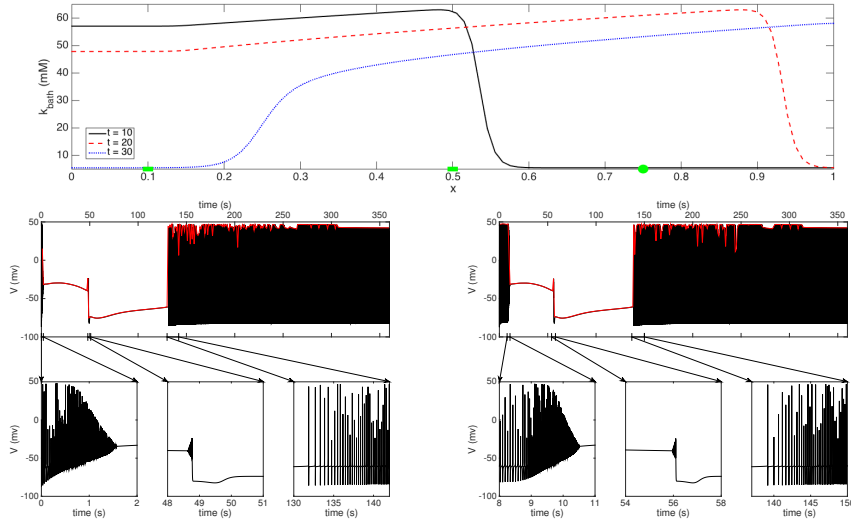 60
50
40
30
20
10
k_bath (mM)
t = 10
t = 20
t = 30
0 0.1 0.2 0.3 0.4 0.5 0.6 0.7 0.8 0.9 1
x
time (s)
0 50 100 150 200 250 300 350
50
0
-50
-100
V (mv)
time (s)
0 50 100 150 200 250 300 350
50
0
-50
-100
V (mv)
50
0
-50
-100
V (mv)
0 1 2
time (s)
48 49 50 51
time (s)
130 135 140
time (s)
50
0
-50
-100
V (mv)
8 9 10 11
time (s)
54 56 58
time (s)
140 145 150
time (s)